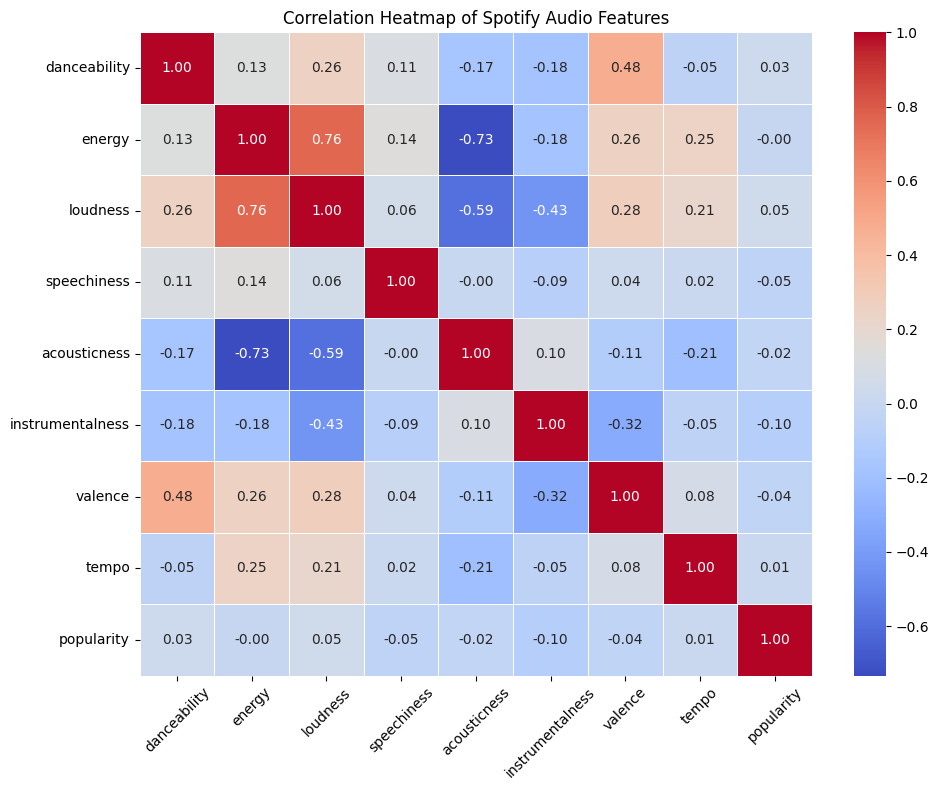 Correlation Heatmap of Spotify Audio Features
danceability 1.00 0.13 0.26 0.11 -0.17 -0.18 0.48 -0.05 0.03
energy 0.13 1.00 0.76 0.14 -0.73 -0.18 0.26 0.25 -0.00
loudness 0.26 0.76 1.00 0.06 -0.59 -0.43 0.28 0.21 0.05
speechiness 0.11 0.14 0.06 1.00 -0.00 -0.09 0.04 0.02 -0.05
acousticness -0.17 -0.73 -0.59 -0.00 1.00 0.10 -0.11 -0.21 -0.02
instrumentalness -0.18 -0.18 -0.43 -0.09 0.10 1.00 -0.32 -0.05 -0.10
valence 0.48 0.26 0.28 0.04 -0.11 -0.32 1.00 0.08 -0.04
tempo -0.05 0.25 0.21 0.02 -0.21 -0.05 0.08 1.00 0.01
popularity 0.03 -0.00 0.05 -0.05 -0.02 -0.10 -0.04 0.01 1.00
danceability energy loudness speechiness acousticness instrumentalness valence tempo popularity
1.0
0.8
0.6
0.4
0.2
0.0
−0.2
−0.4
−0.6